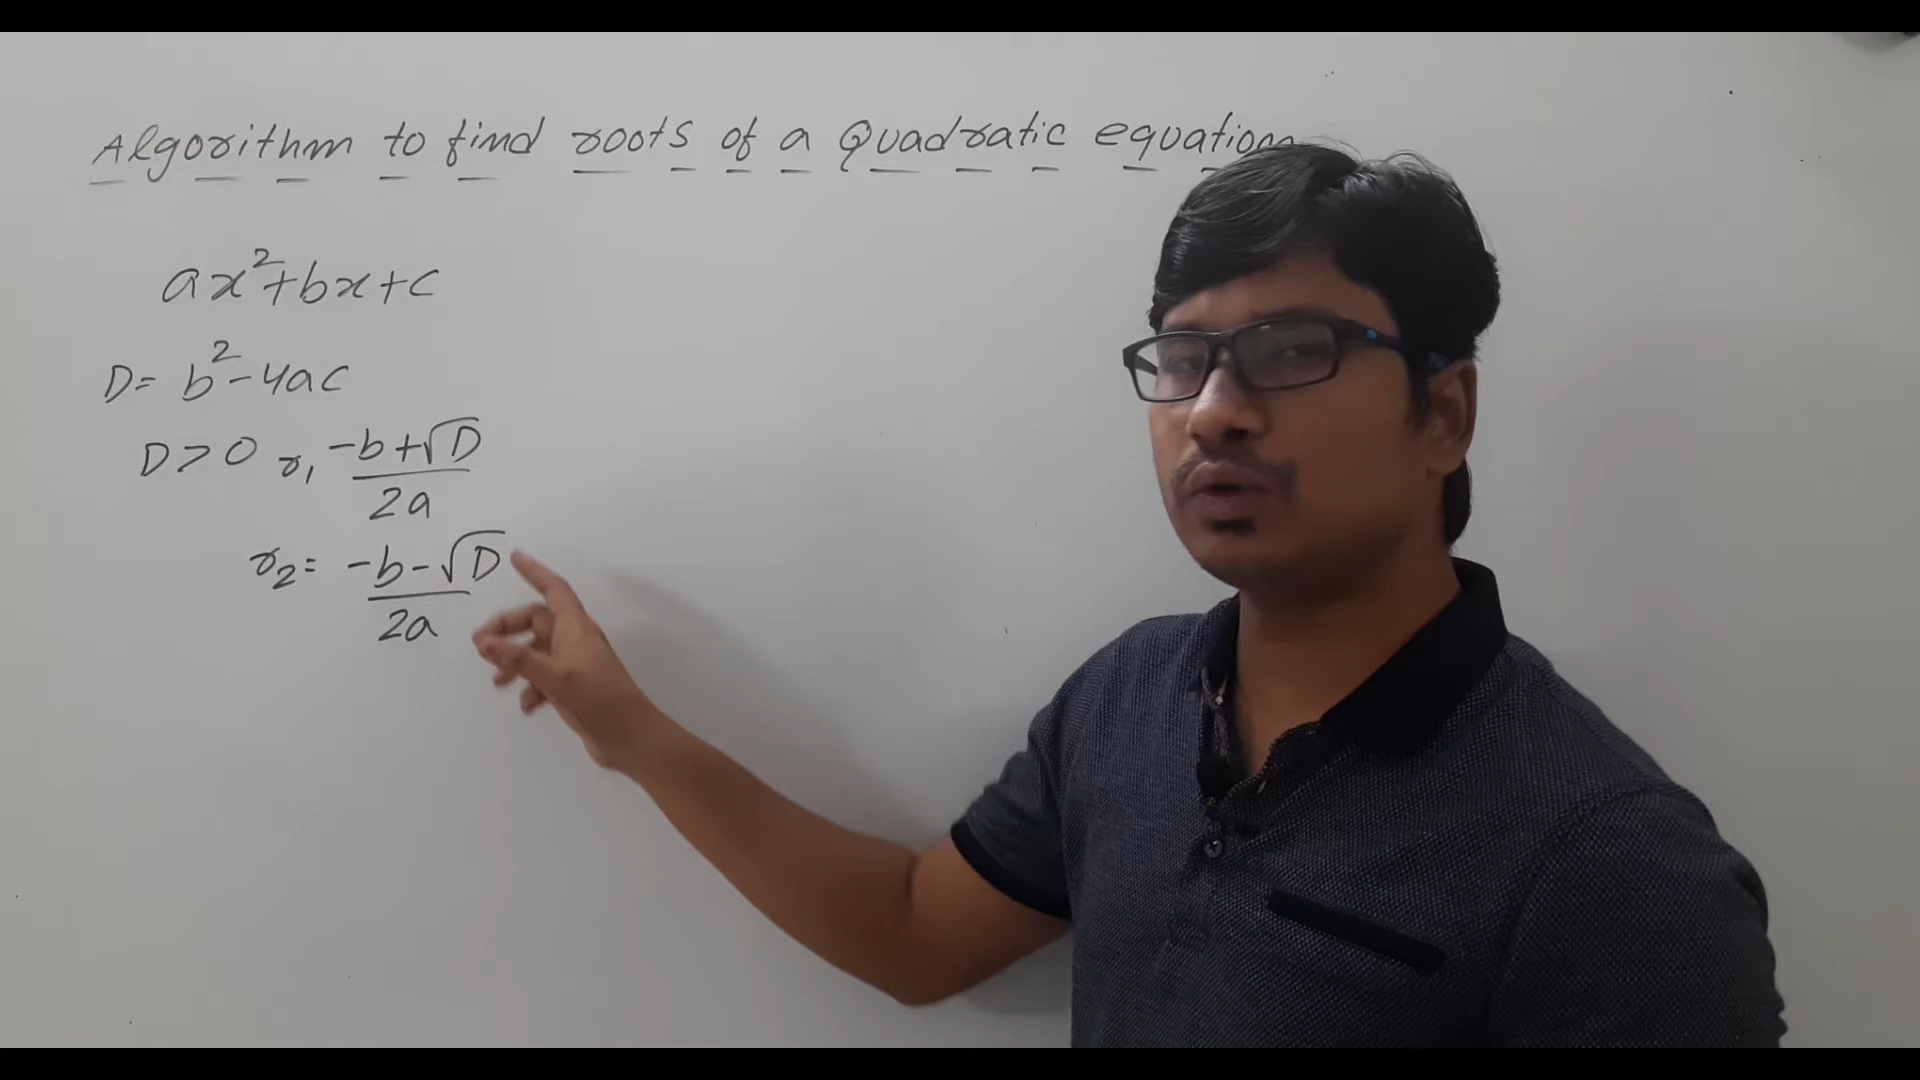 Algorithm to find roots of a Quadratic equation
ax²+bx+c
D= b²-4ac
D>0 r₁ -b+√D
2a
r₂= -b-√D
2a